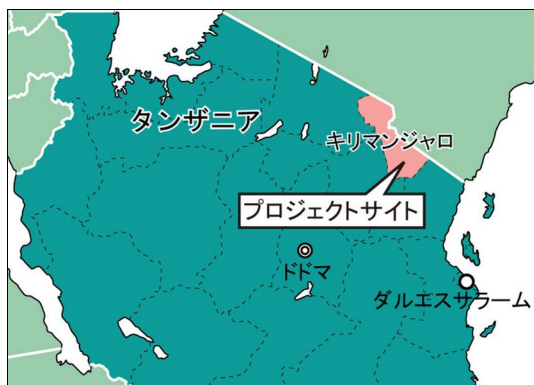 タンザニア
キリマンジャロ
プロジェクトサイト
ドドマ
ダルエスサラーム